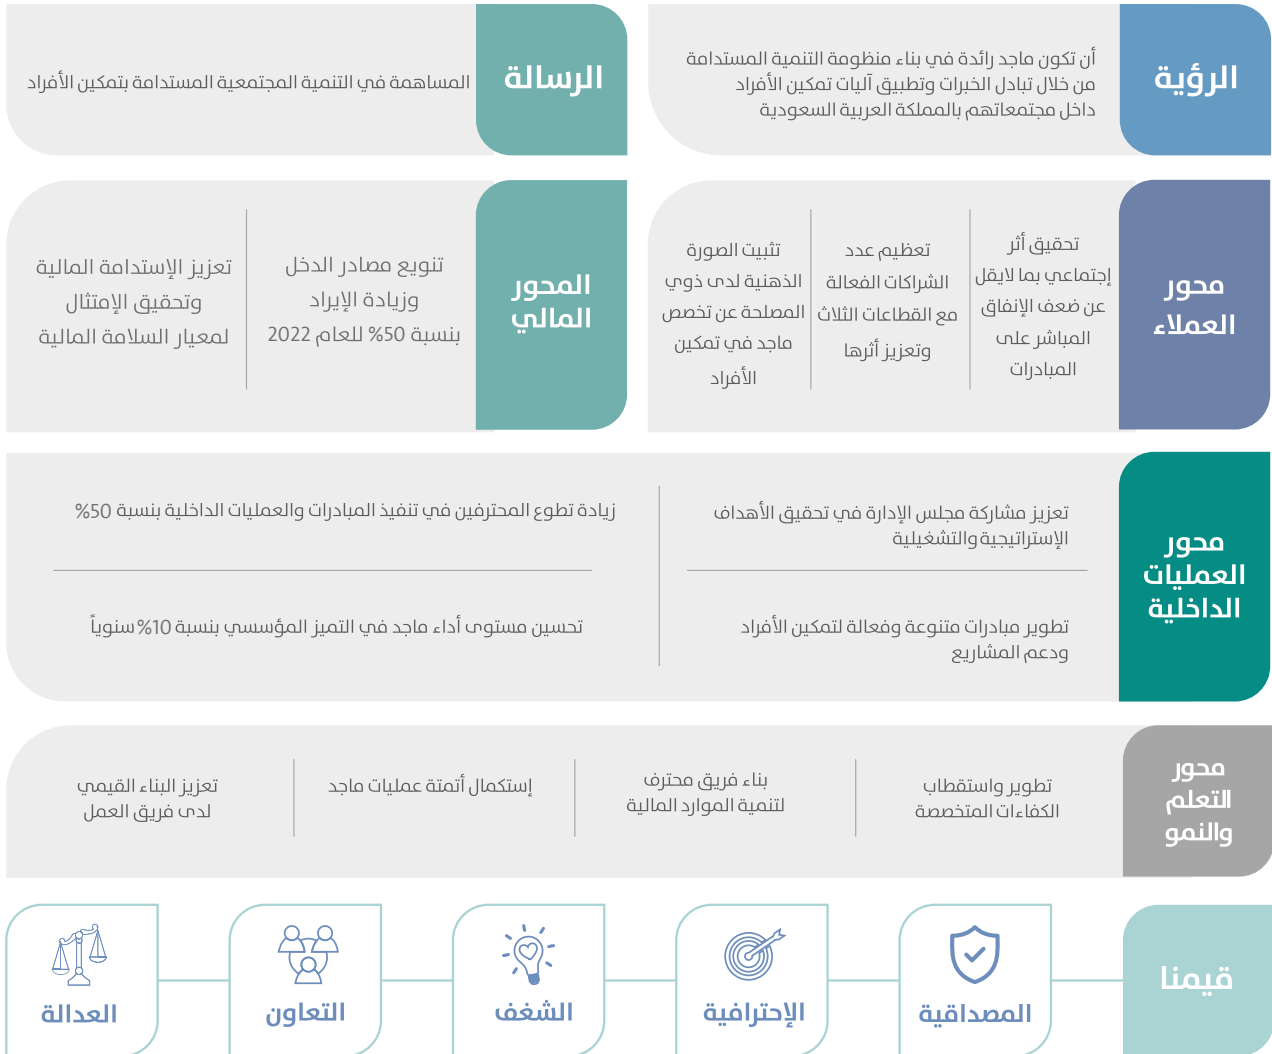 الرؤية
أن تكون ماجد رائدة في بناء منظومة التنمية المستدامة
من خلال تبادل الخبرات وتطبيق آليات تمكين الأفراد
داخل مجتمعاتهم بالمملكة العربية السعودية
الرسالة
المساهمة في التنمية المجتمعية المستدامة بتمكين الأفراد
محور
العملاء
تحقيق أثر
إجتماعي بما لايقل
عن ضعف الإنفاق
المباشر على
المبادرات
تعظيم عدد
الشراكات الفعالة
مع القطاعات الثلاث
وتعزيز أثرها
تثبيت الصورة
الذهنية لدى ذوي
المصلحة عن تخصص
ماجد في تمكين
الأفراد
المحور
المالي
تنويع مصادر الدخل
وزيادة الإيراد
بنسبة 50% للعام 2022
تعزيز الإستدامة المالية
وتحقيق الإمتثال
لمعيار السلامة المالية
محور
العمليات
الداخلية
تعزيز مشاركة مجلس الإدارة في تحقيق الأهداف
الإستراتيجية والتشغيلية
زيادة تطوع المحترفين في تنفيذ المبادرات والعمليات الداخلية بنسبة 50%
تطوير مبادرات متنوعة وفعالة لتمكين الأفراد
ودعم المشاريع
تحسين مستوى أداء ماجد في التميز المؤسسي بنسبة 10% سنوياً
محور
التعلم
والنمو
تطوير واستقطاب
الكفاءات المتخصصة
بناء فريق محترف
لتنمية الموارد المالية
إستكمال أتمتة عمليات ماجد
تعزيز البناء القيمي
لدى فريق العمل
قيمنا
المصداقية
الإحترافية
الشغف
التعاون
العدالة